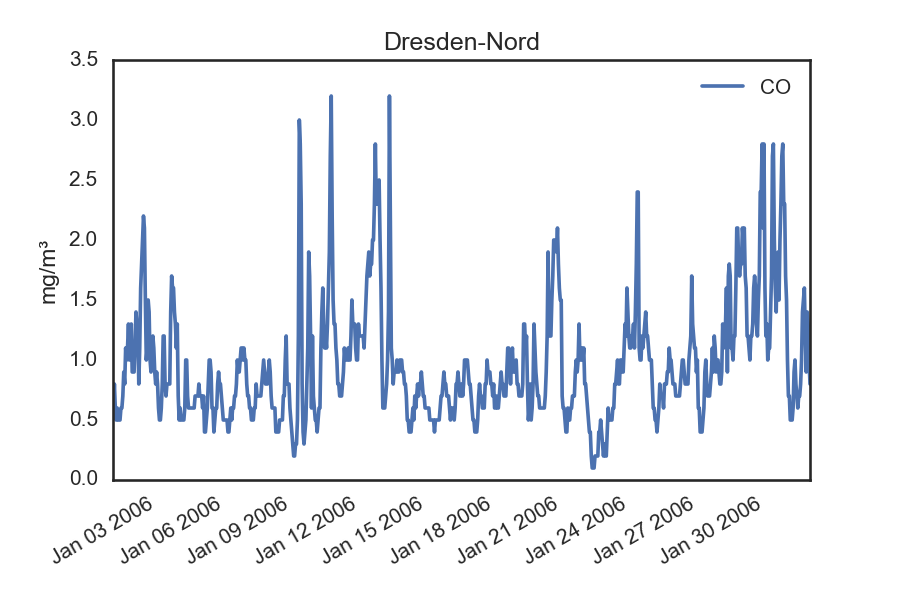 Dresden-Nord
3.5
3.0
2.5
2.0
1.5
1.0
0.5
0.0
mg/m³
CO
Jan 03 2006
Jan 06 2006
Jan 09 2006
Jan 12 2006
Jan 15 2006
Jan 18 2006
Jan 21 2006
Jan 24 2006
Jan 27 2006
Jan 30 2006